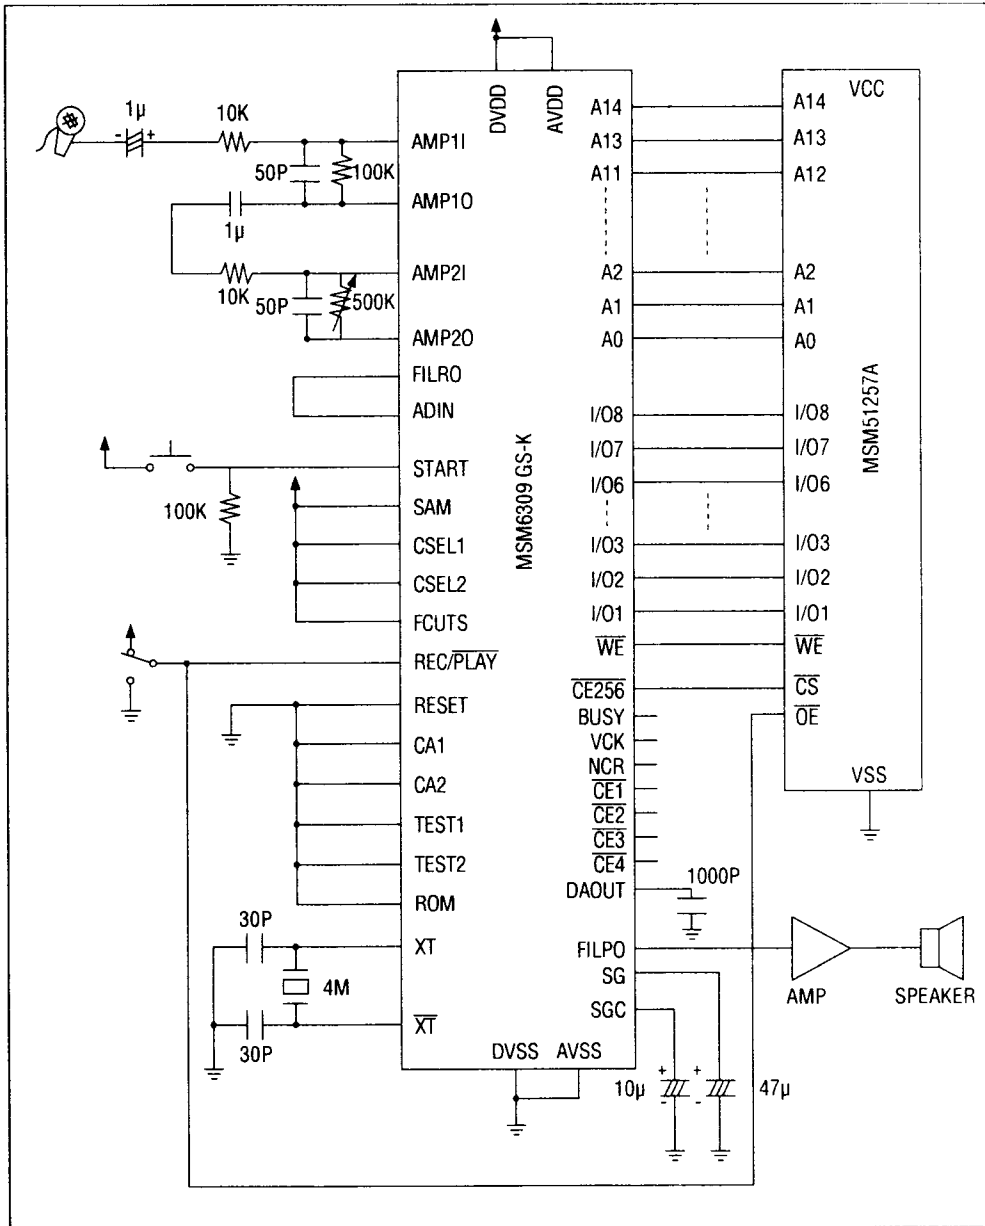 DVDD
AVDD
VCC
1μ
- +
10K
AMP1I
50P
100K
AMP1O
1μ
10K
AMP2I
50P
500K
AMP2O
FILRO
ADIN
START
100K
SAM
CSEL1
CSEL2
FCUTS
REC/PLAY
RESET
CA1
CA2
TEST1
TEST2
ROM
30P
XT
4M
30P
XT
MSM6309 GS-K
DVSS
AVSS
A14
A13
A11
A2
A1
A0
I/O8
I/O7
I/O6
I/O3
I/O2
I/O1
WE
CE256
BUSY
VCK
NCR
CE1
CE2
CE3
CE4
DAOUT
1000P
FILPO
SG
SGC
10μ
+
-
+
-
47μ
A14
A13
A12
A2
A1
A0
MSM51257A
I/O8
I/O7
I/O6
I/O3
I/O2
I/O1
WE
CS
OE
VSS
AMP
SPEAKER